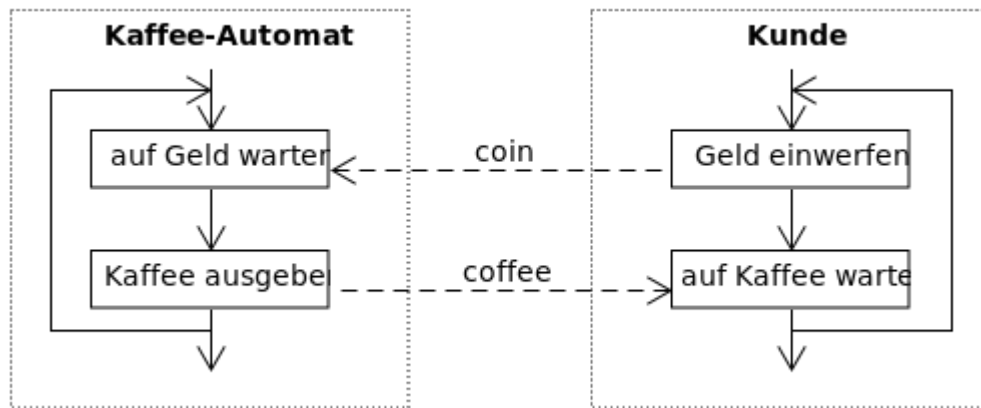 Kaffee-Automat
Kunde
auf Geld warter
coin
Geld einwerfen
Kaffee ausgeber
coffee
auf Kaffee warte